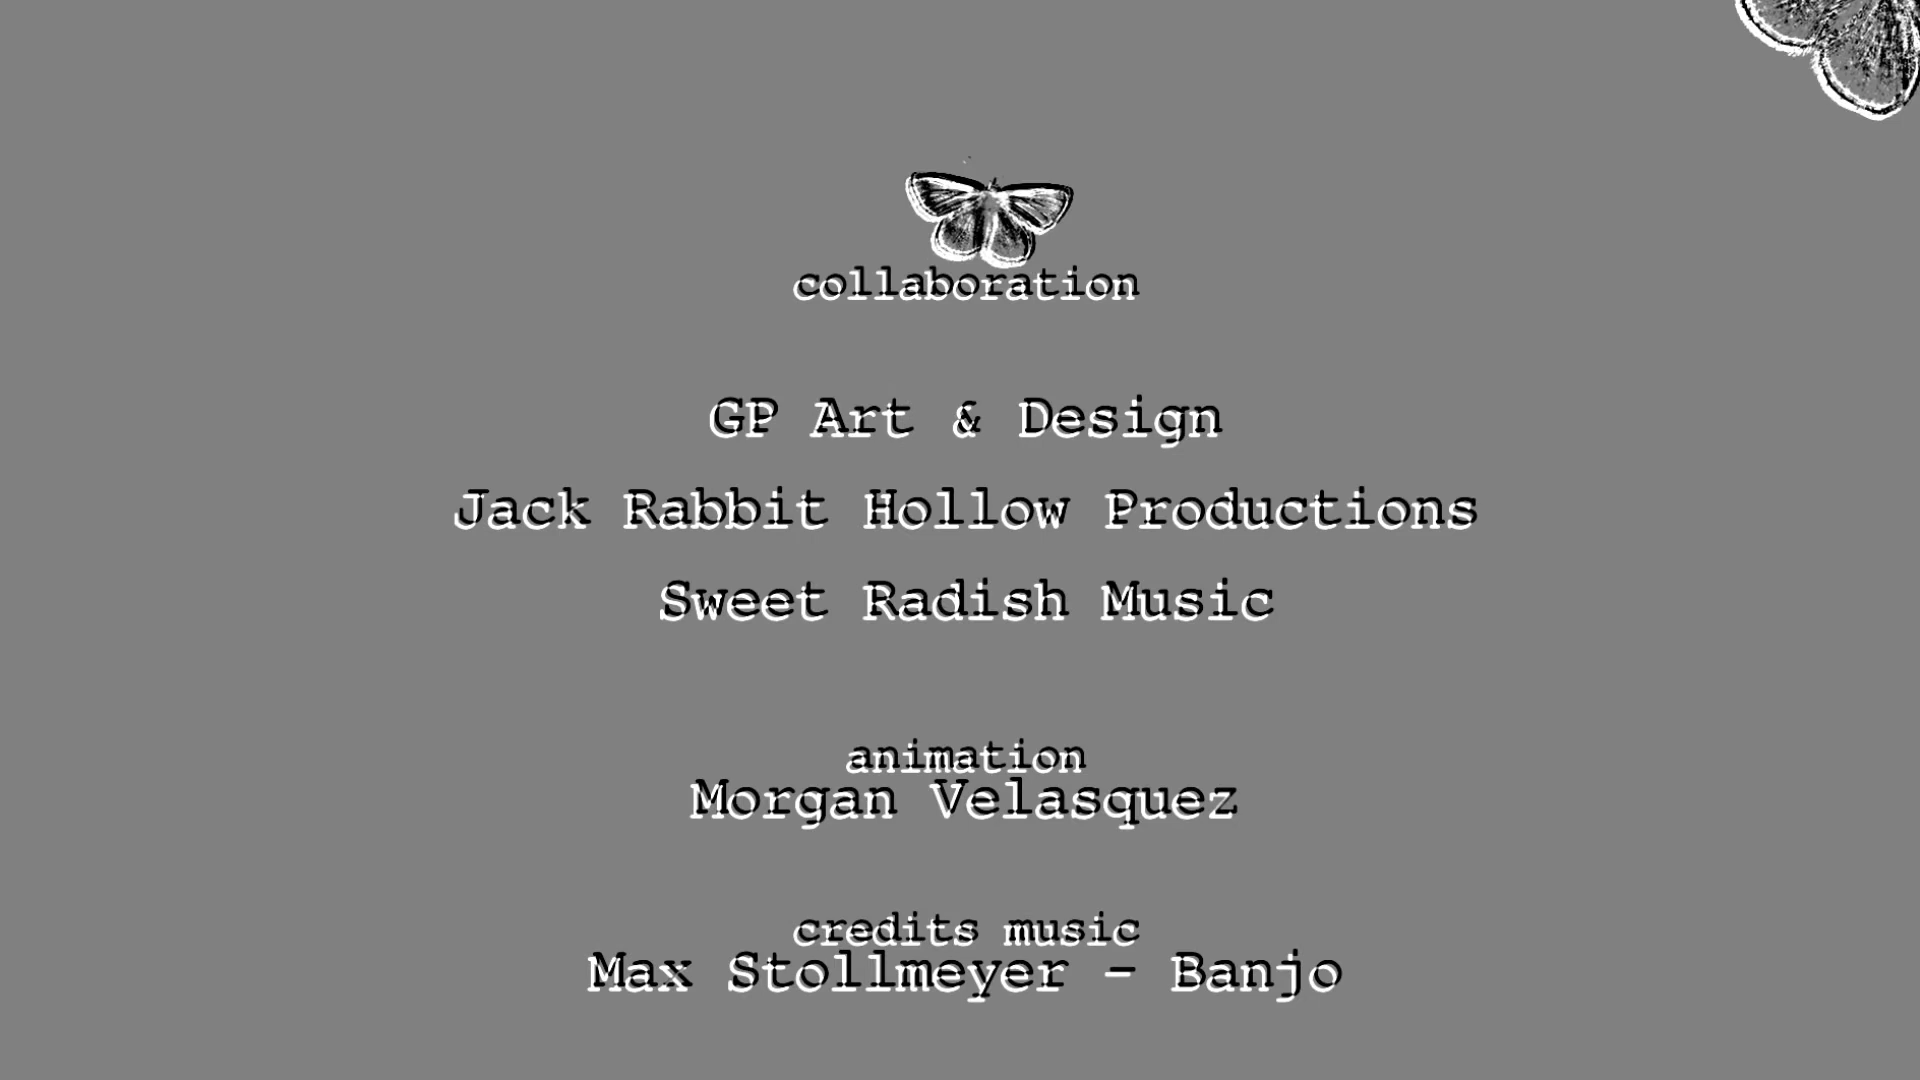 collaboration
GP Art & Design
Jack Rabbit Hollow Productions
Sweet Radish Music
animation
Morgan Velasquez
credits music
Max Stollmeyer - Banjo